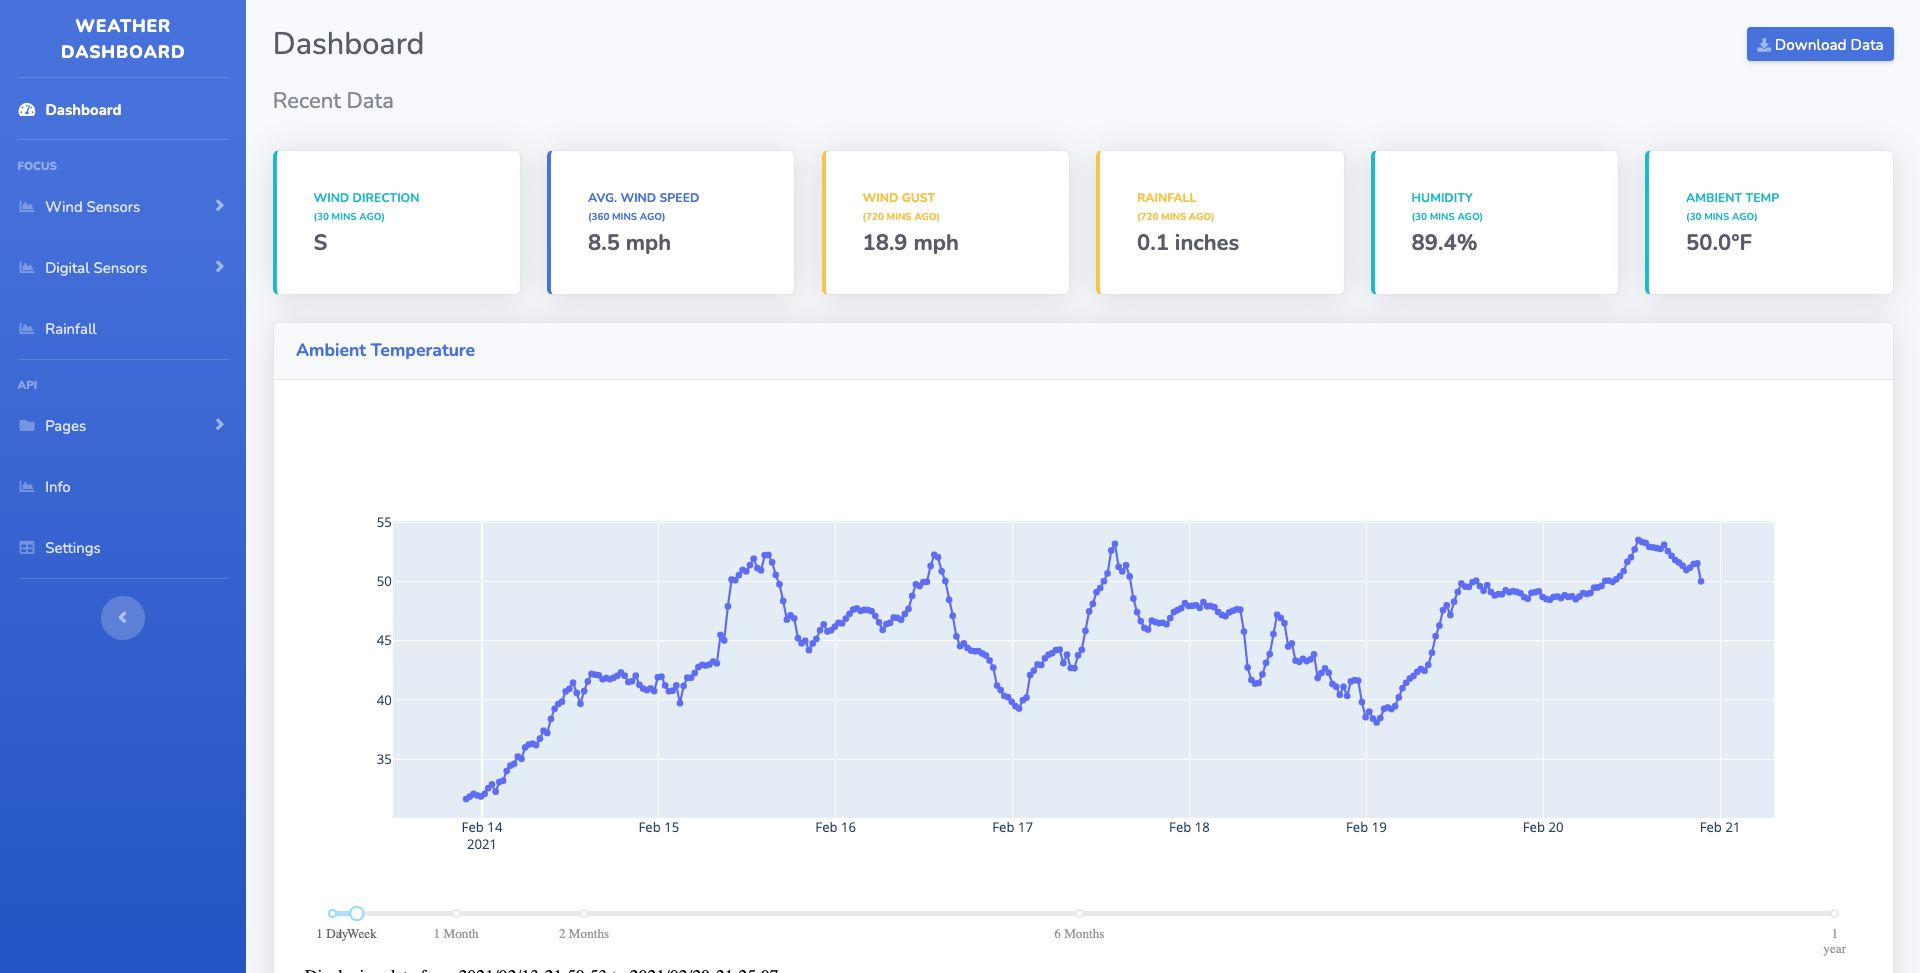 WEATHER
DASHBOARD
Dashboard
FOCUS
Wind Sensors
Digital Sensors
Rainfall
API
Pages
Info
Settings
Dashboard
Download Data
Recent Data
WIND DIRECTION
(30 MINS AGO)
S
AVG. WIND SPEED
(360 MINS AGO)
8.5 mph
WIND GUST
(720 MINS AGO)
18.9 mph
RAINFALL
(720 MINS AGO)
0.1 inches
HUMIDITY
(30 MINS AGO)
89.4%
AMBIENT TEMP
(30 MINS AGO)
50.0°F
Ambient Temperature
55
50
45
40
35
Feb 14 Feb 15 Feb 16 Feb 17 Feb 18 Feb 19 Feb 20 Feb 21
2021
1 Day 1 Week 1 Month 2 Months 6 Months 1
year